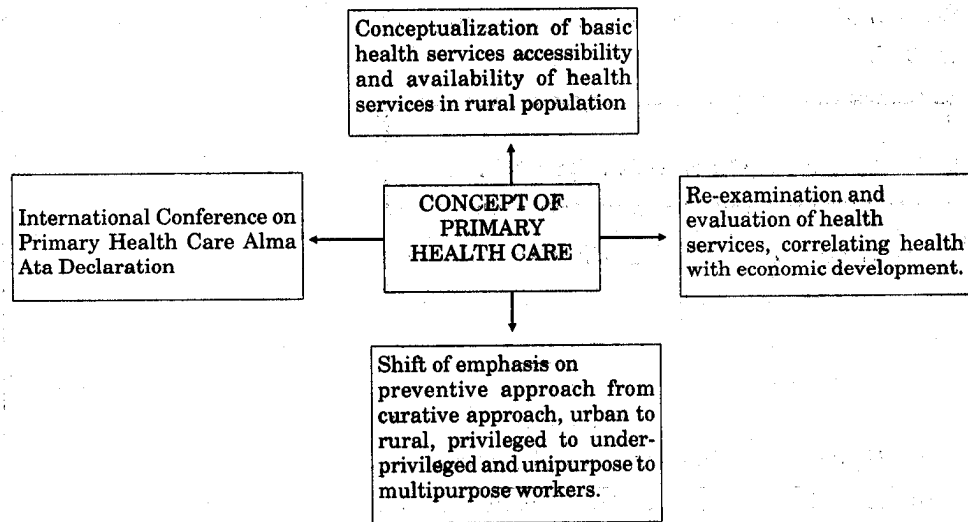 Conceptualization of basic
health services accessibility
and availability of health
services in rural population
International Conference on
Primary Health Care Alma
Ata Declaration
CONCEPT OF
PRIMARY
HEALTH CARE
Re-examination and
evaluation of health
services, correlating health
with economic development.
Shift of emphasis on
preventive approach from
curative approach, urban to
rural, privileged to under-
privileged and unipurpose to
multipurpose workers.